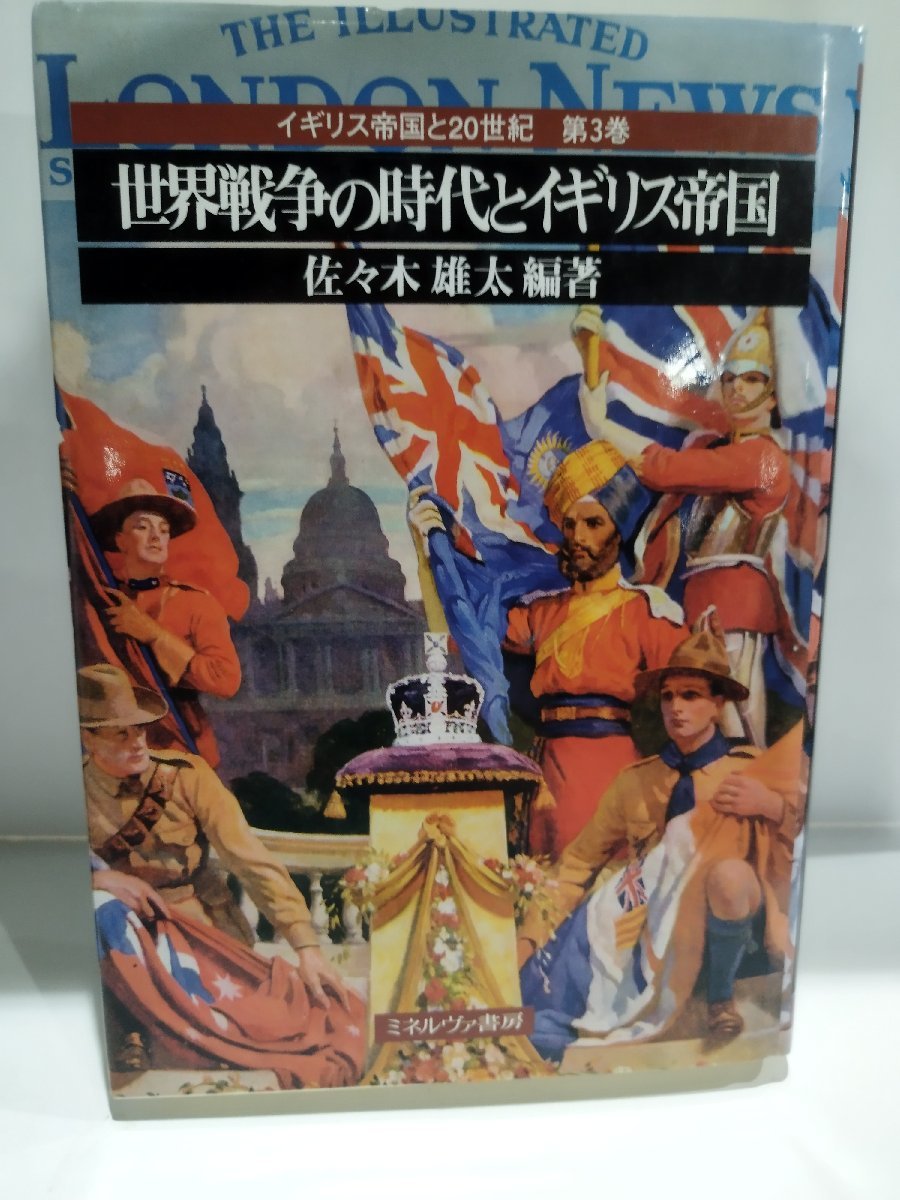 THE ILLUSTRATED
LONDON NEWS
イギリス帝国と20世紀 第3巻
世界戦争の時代とイギリス帝国
佐々木 雄太 編著
ミネルヴァ書房